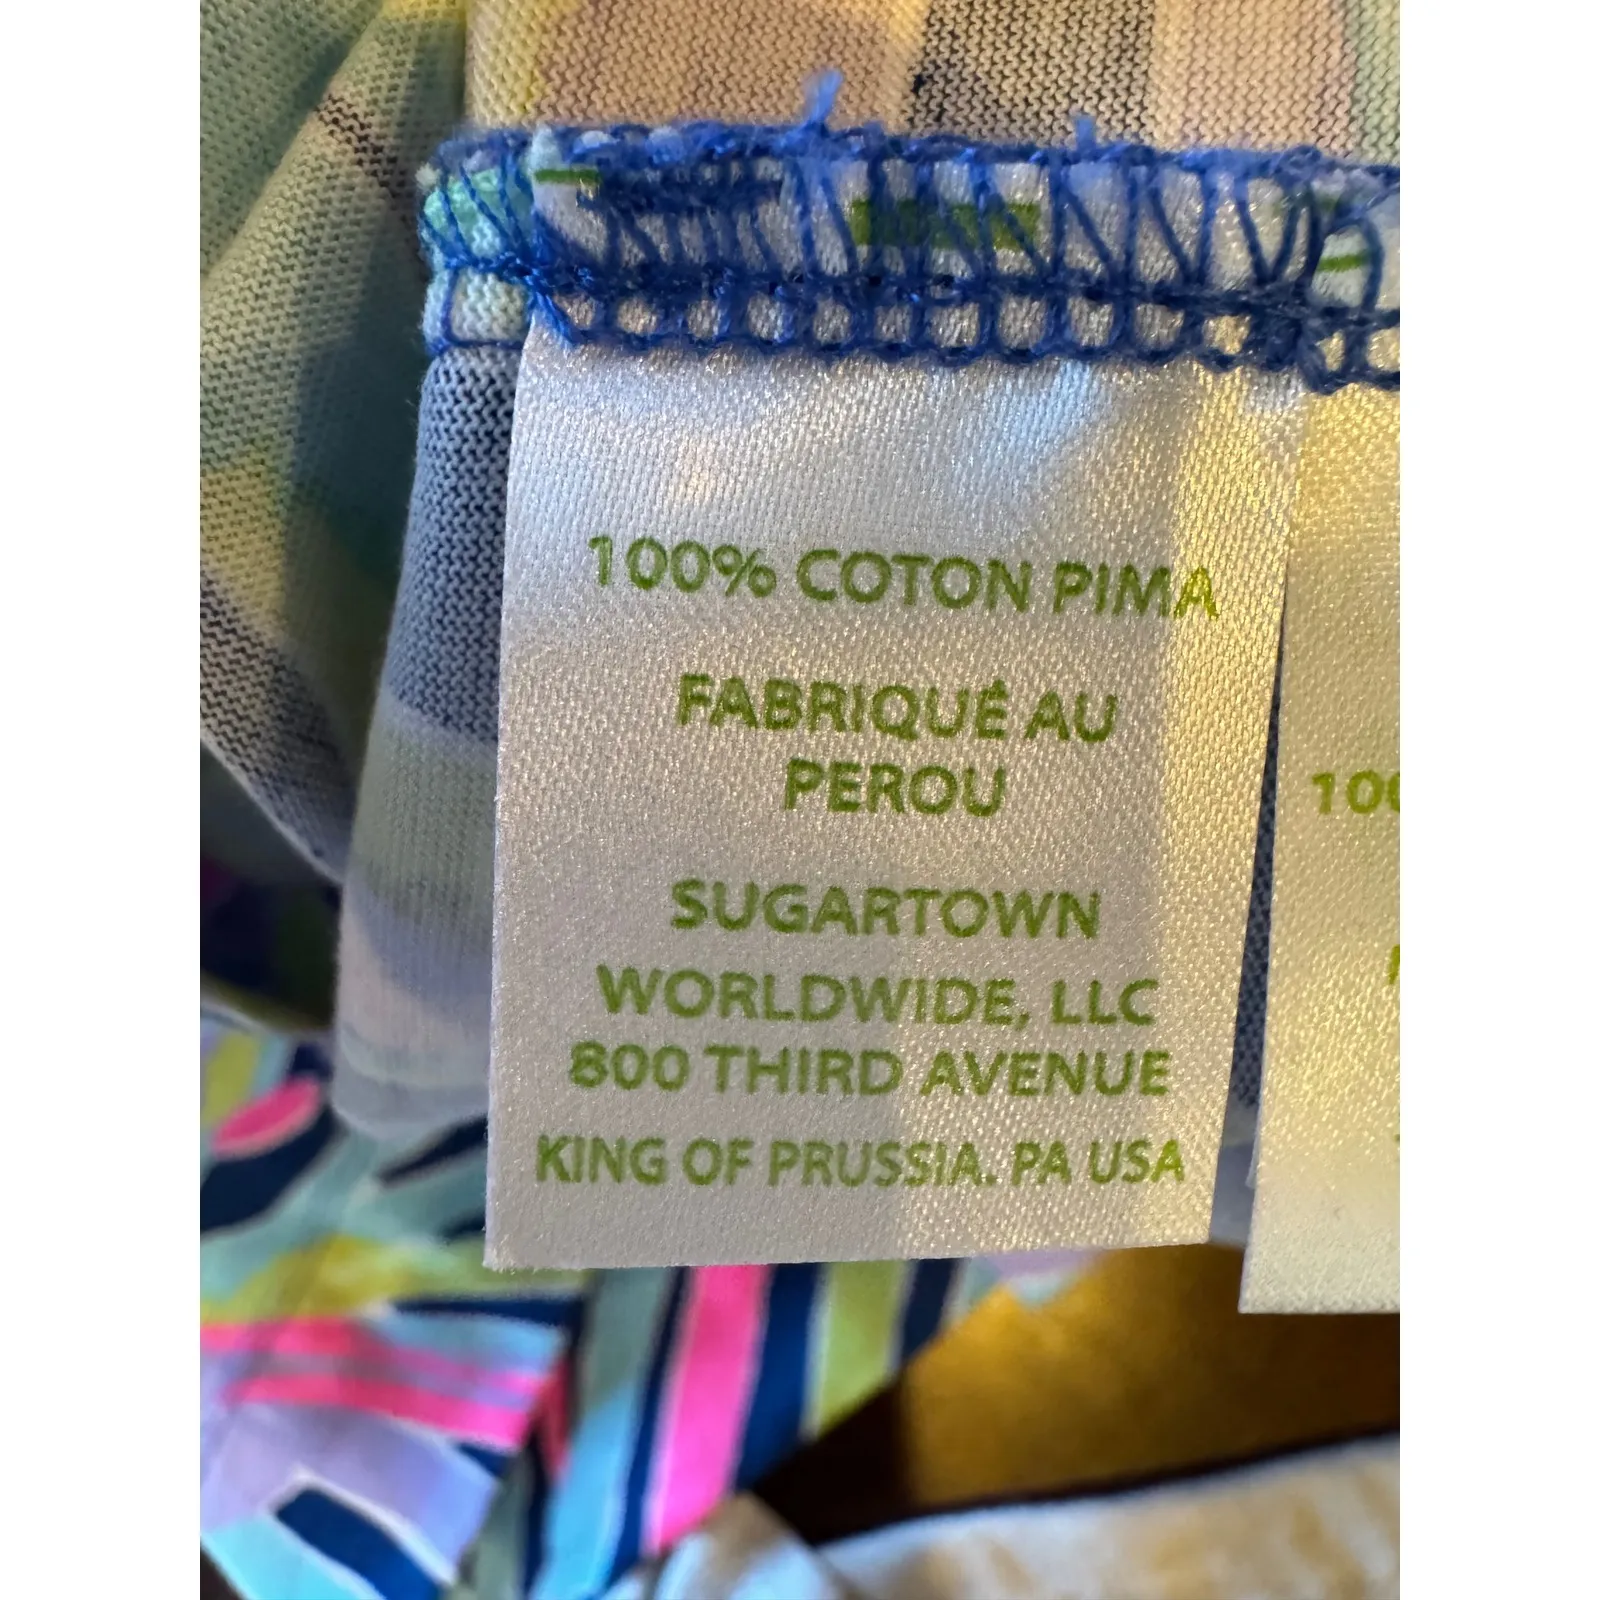 100% COTON PIMA
FABRIQUÉ AU
PEROU
SUGARTOWN
WORLDWIDE, LLC
800 THIRD AVENUE
KING OF PRUSSIA. PA USA